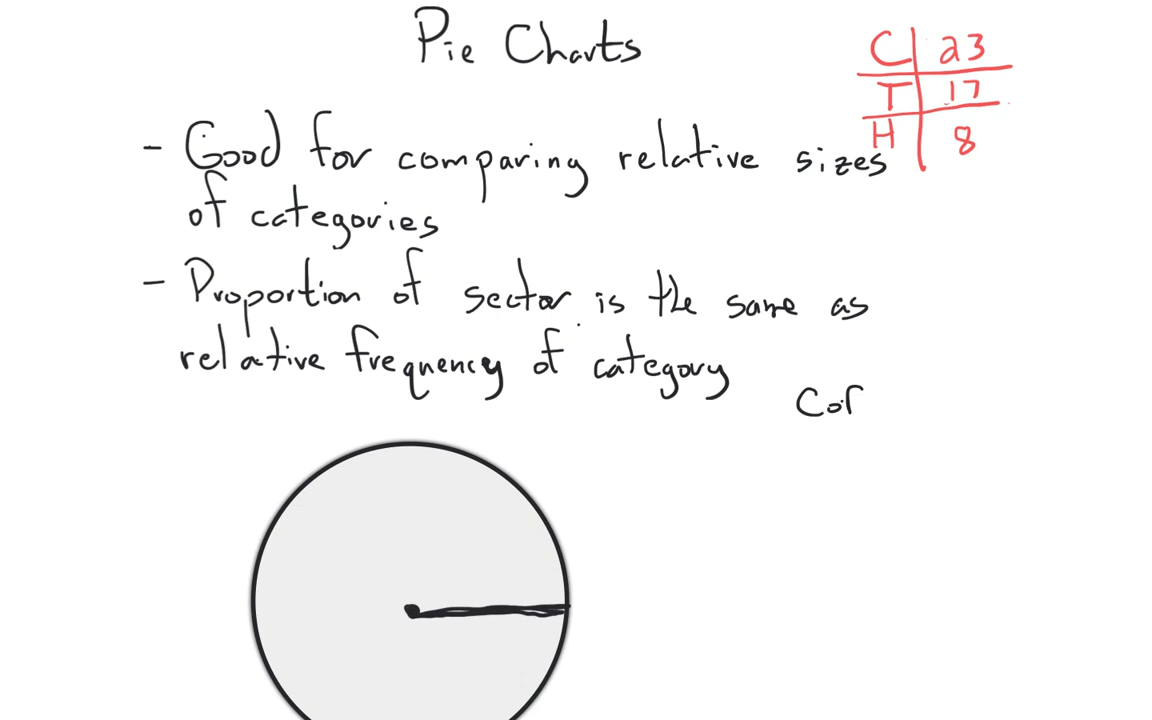 Pie Charts
C 23
T 17
H 8
- Good for comparing relative sizes
of categories
- Proportion of sector is the same as
relative frequency of category
Cof